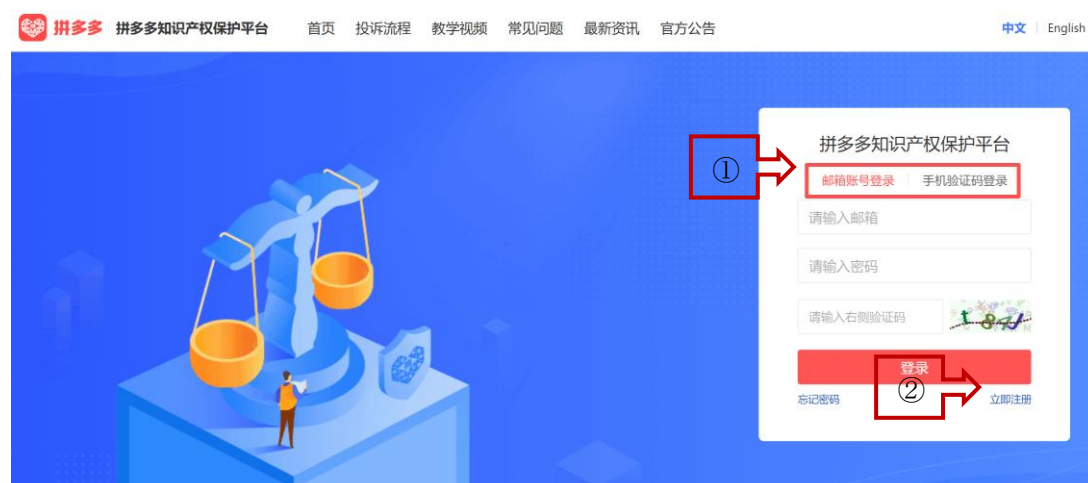 拼多多 拼多多知识产权保护平台 首页 投诉流程 教学视频 常见问题 最新资讯 官方公告 中文 English
拼多多知识产权保护平台
① 邮箱账号登录 手机验证码登录
请输入邮箱
请输入密码
请输入右侧验证码
登录
忘记密码 ② 立即注册